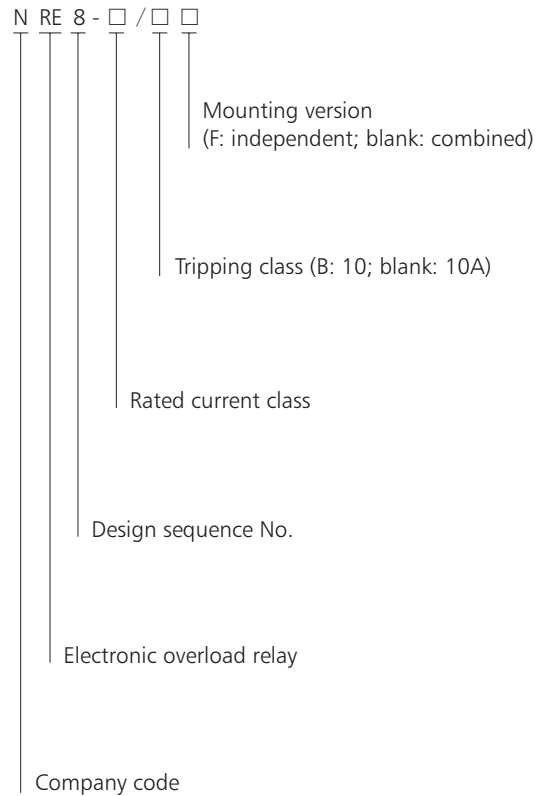 N RE 8 - □ / □ □
Mounting version
(F: independent; blank: combined)
Tripping class (B: 10; blank: 10A)
Rated current class
Design sequence No.
Electronic overload relay
Company code